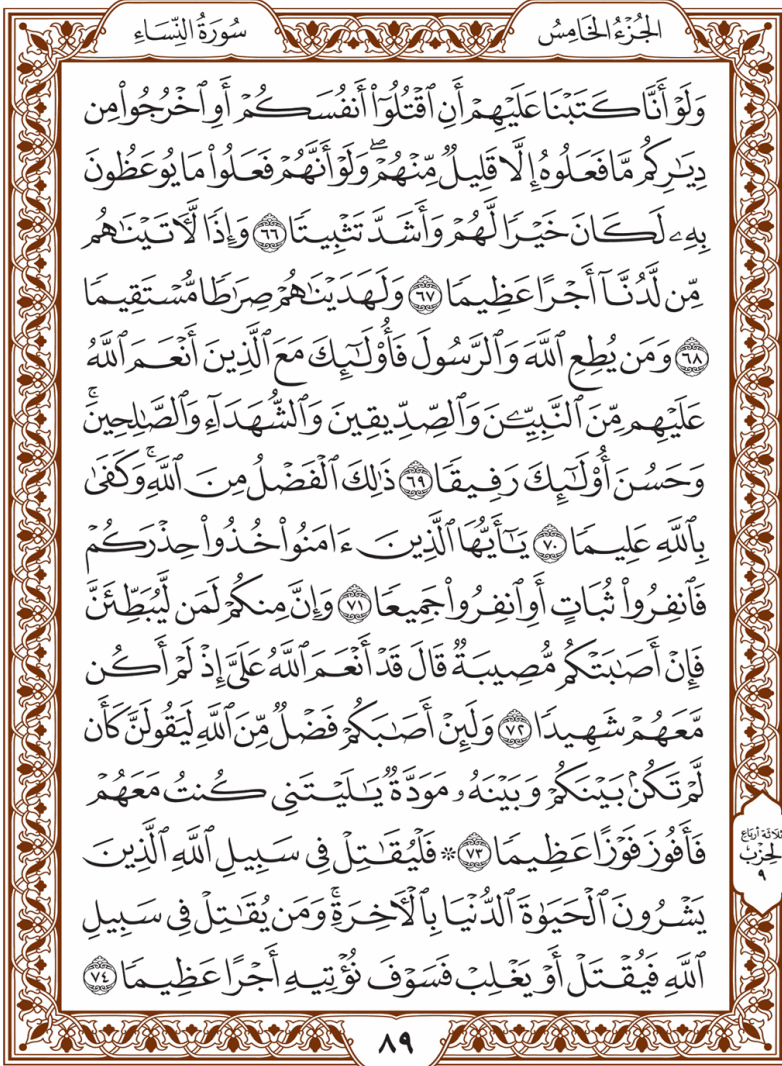 الجُزْءُ الخَامِسُ
سُورَةُ النِّسَاءِ
وَلَوۡ أَنَّا كَتَبۡنَا عَلَيۡهِمۡ أَنِ ٱقۡتُلُوٓاْ أَنفُسَكُمۡ أَوِ ٱخۡرُجُواْ مِن
دِيَٰرِكُم مَّا فَعَلُوهُ إِلَّا قَلِيلٞ مِّنۡهُمۡۖ وَلَوۡ أَنَّهُمۡ فَعَلُواْ مَا يُوعَظُونَ
بِهِۦ لَكَانَ خَيۡرٗا لَّهُمۡ وَأَشَدَّ تَثۡبِيتٗا ٦٦ وَإِذٗا لَّأٓتَيۡنَٰهُم
مِّن لَّدُنَّآ أَجۡرًا عَظِيمٗا ٦٧ وَلَهَدَيۡنَٰهُمۡ صِرَٰطٗا مُّسۡتَقِيمٗا
٦٨ وَمَن يُطِعِ ٱللَّهَ وَٱلرَّسُولَ فَأُوْلَٰٓئِكَ مَعَ ٱلَّذِينَ أَنۡعَمَ ٱللَّهُ
عَلَيۡهِم مِّنَ ٱلنَّبِيِّـۧنَ وَٱلصِّدِّيقِينَ وَٱلشُّهَدَآءِ وَٱلصَّٰلِحِينَۚ
وَحَسُنَ أُوْلَٰٓئِكَ رَفِيقٗا ٦٩ ذَٰلِكَ ٱلۡفَضۡلُ مِنَ ٱللَّهِۚ وَكَفَىٰ
بِٱللَّهِ عَلِيمٗا ٧٠ يَٰٓأَيُّهَا ٱلَّذِينَ ءَامَنُواْ خُذُواْ حِذۡرَكُمۡ
فَٱنفِرُواْ ثُبَاتٍ أَوِ ٱنفِرُواْ جَمِيعٗا ٧١ وَإِنَّ مِنكُمۡ لَمَن لَّيُبَطِّئَنَّ
فَإِنۡ أَصَٰبَتۡكُم مُّصِيبَةٞ قَالَ قَدۡ أَنۡعَمَ ٱللَّهُ عَلَيَّ إِذۡ لَمۡ أَكُن
مَّعَهُمۡ شَهِيدٗا ٧٢ وَلَئِنۡ أَصَٰبَكُمۡ فَضۡلٞ مِّنَ ٱللَّهِ لَيَقُولَنَّ كَأَن
لَّمۡ تَكُنۢ بَيۡنَكُمۡ وَبَيۡنَهُۥ مَوَدَّةٞ يَٰلَيۡتَنِي كُنتُ مَعَهُمۡ
فَأَفُوزَ فَوۡزًا عَظِيمٗا ٧٣ ۞ فَلۡيُقَٰتِلۡ فِي سَبِيلِ ٱللَّهِ ٱلَّذِينَ
يَشۡرُونَ ٱلۡحَيَوٰةَ ٱلدُّنۡيَا بِٱلۡأٓخِرَةِۚ وَمَن يُقَٰتِلۡ فِي سَبِيلِ
ٱللَّهِ فَيُقۡتَلۡ أَوۡ يَغۡلِبۡ فَسَوۡفَ نُؤۡتِيهِ أَجۡرًا عَظِيمٗا ٧٤
ثلاثة أرباع
الحِزْب
٩
٨٩